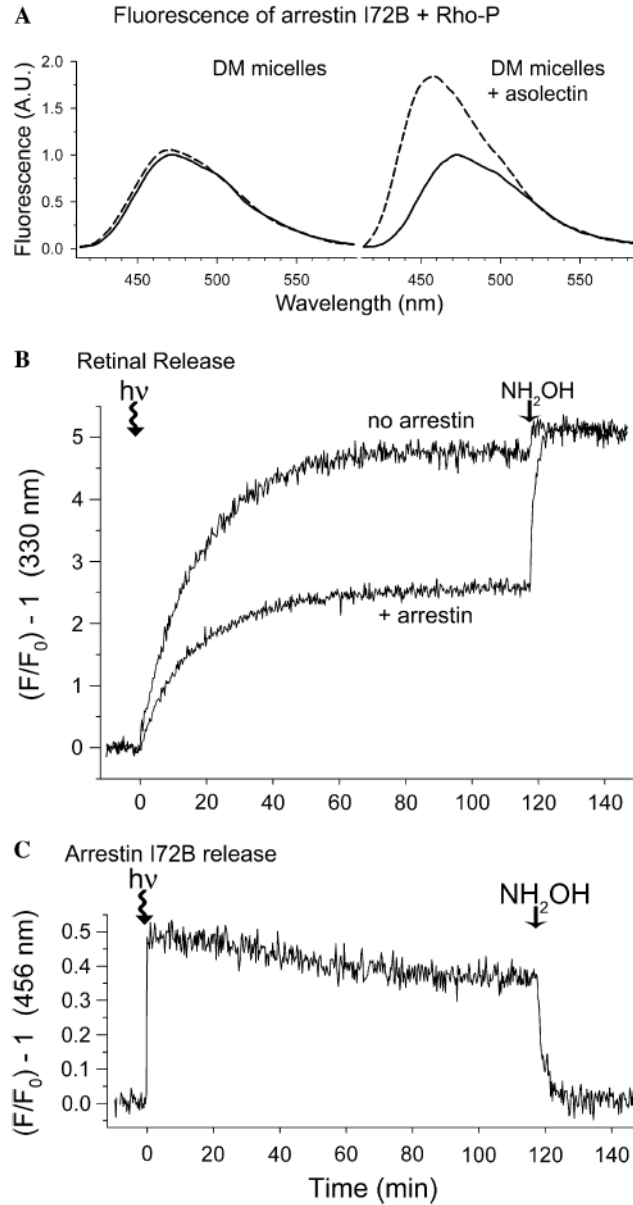 A Fluorescence of arrestin I72B + Rho-P
DM micelles
DM micelles
+ asolectin
Fluorescence (A.U.)
2.0
1.5
1.0
0.5
0.0
450 500 550 450 500 550
Wavelength (nm)
B Retinal Release
hν
NH₂OH
no arrestin
+ arrestin
(F/F₀) - 1 (330 nm)
5
4
3
2
1
0
0 20 40 60 80 100 120 140
C Arrestin I72B release
hν
NH₂OH
(F/F₀) - 1 (456 nm)
0.5
0.4
0.3
0.2
0.1
0.0
0 20 40 60 80 100 120 140
Time (min)